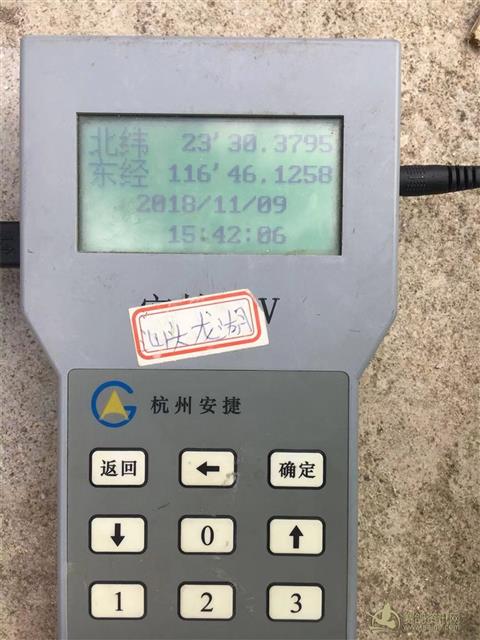 北纬 23'30.3795
东经 116'46.1258
2018/11/09
15:42:06
V
汕头龙湖
杭州安捷
返回 ← 确定
↓ 0 ↑
1 2 3